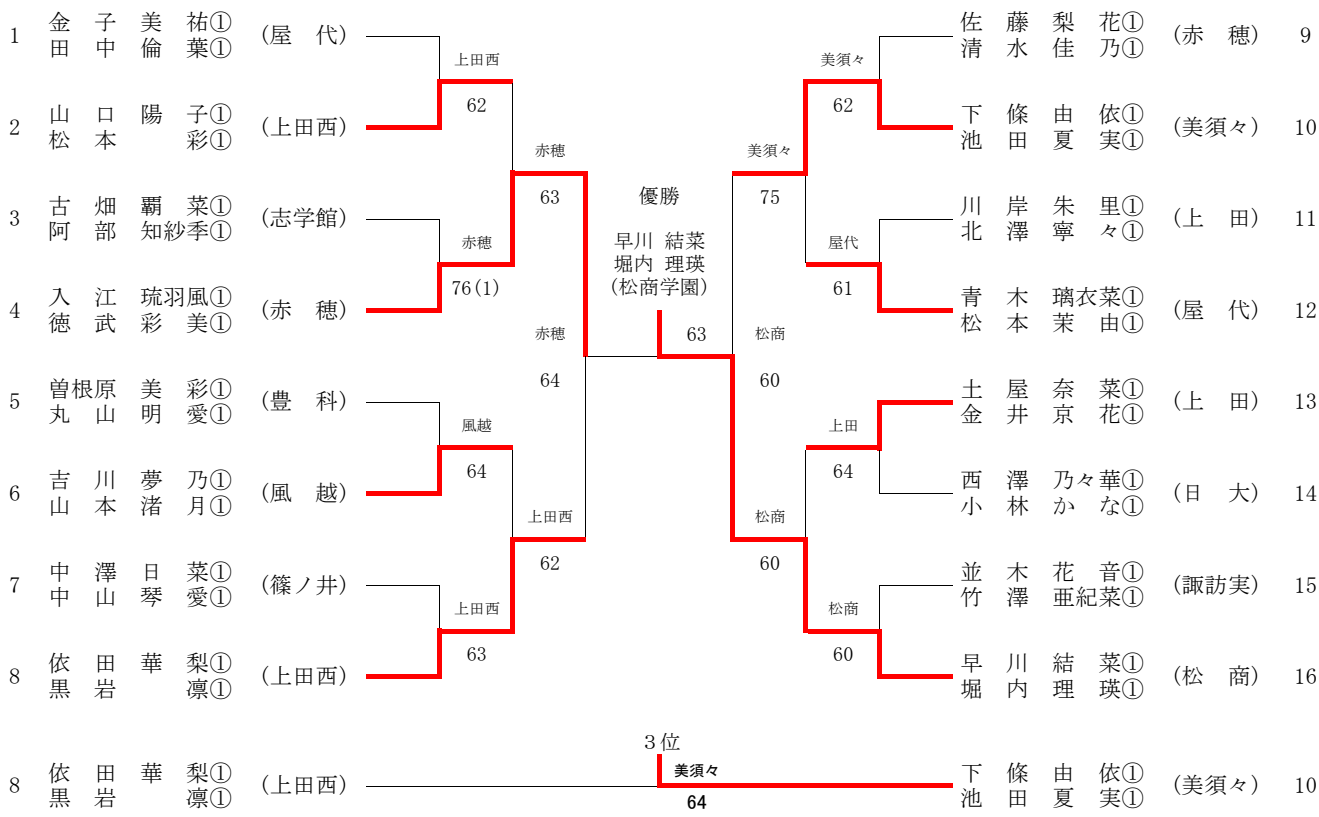 1 金子美祐① 田中倫葉① (屋代)
2 山口陽子① 松本彩① (上田西)
3 古畑覇菜① 阿部知紗季① (志学館)
4 入江琉羽風① 徳武彩美① (赤穂)
5 曽根原美彩① 丸山明愛① (豊科)
6 吉川夢乃① 山本渚月① (風越)
7 中澤日菜① 中山琴愛① (篠ノ井)
8 依田華梨① 黒岩凛① (上田西)
上田西
62
赤穂
76(1)
風越
64
上田西
63
赤穂
63
上田西
62
赤穂
64
優勝
早川 結菜
堀内 理瑛
(松商学園)
63
松商
60
美須々
75
松商
60
美須々
62
屋代
61
上田
64
松商
60
佐藤梨花① 清水佳乃① (赤穂) 9
下條由依① 池田夏実① (美須々) 10
川岸朱里① 北澤寧々① (上田) 11
青木璃衣菜① 松本茉由① (屋代) 12
土屋奈菜① 金井京花① (上田) 13
西澤乃々華① 小林かな① (日大) 14
並木花音① 竹澤亜紀菜① (諏訪実) 15
早川結菜① 堀内理瑛① (松商) 16
3位
8 依田華梨① 黒岩凛① (上田西)
美須々
64
下條由依① 池田夏実① (美須々) 10